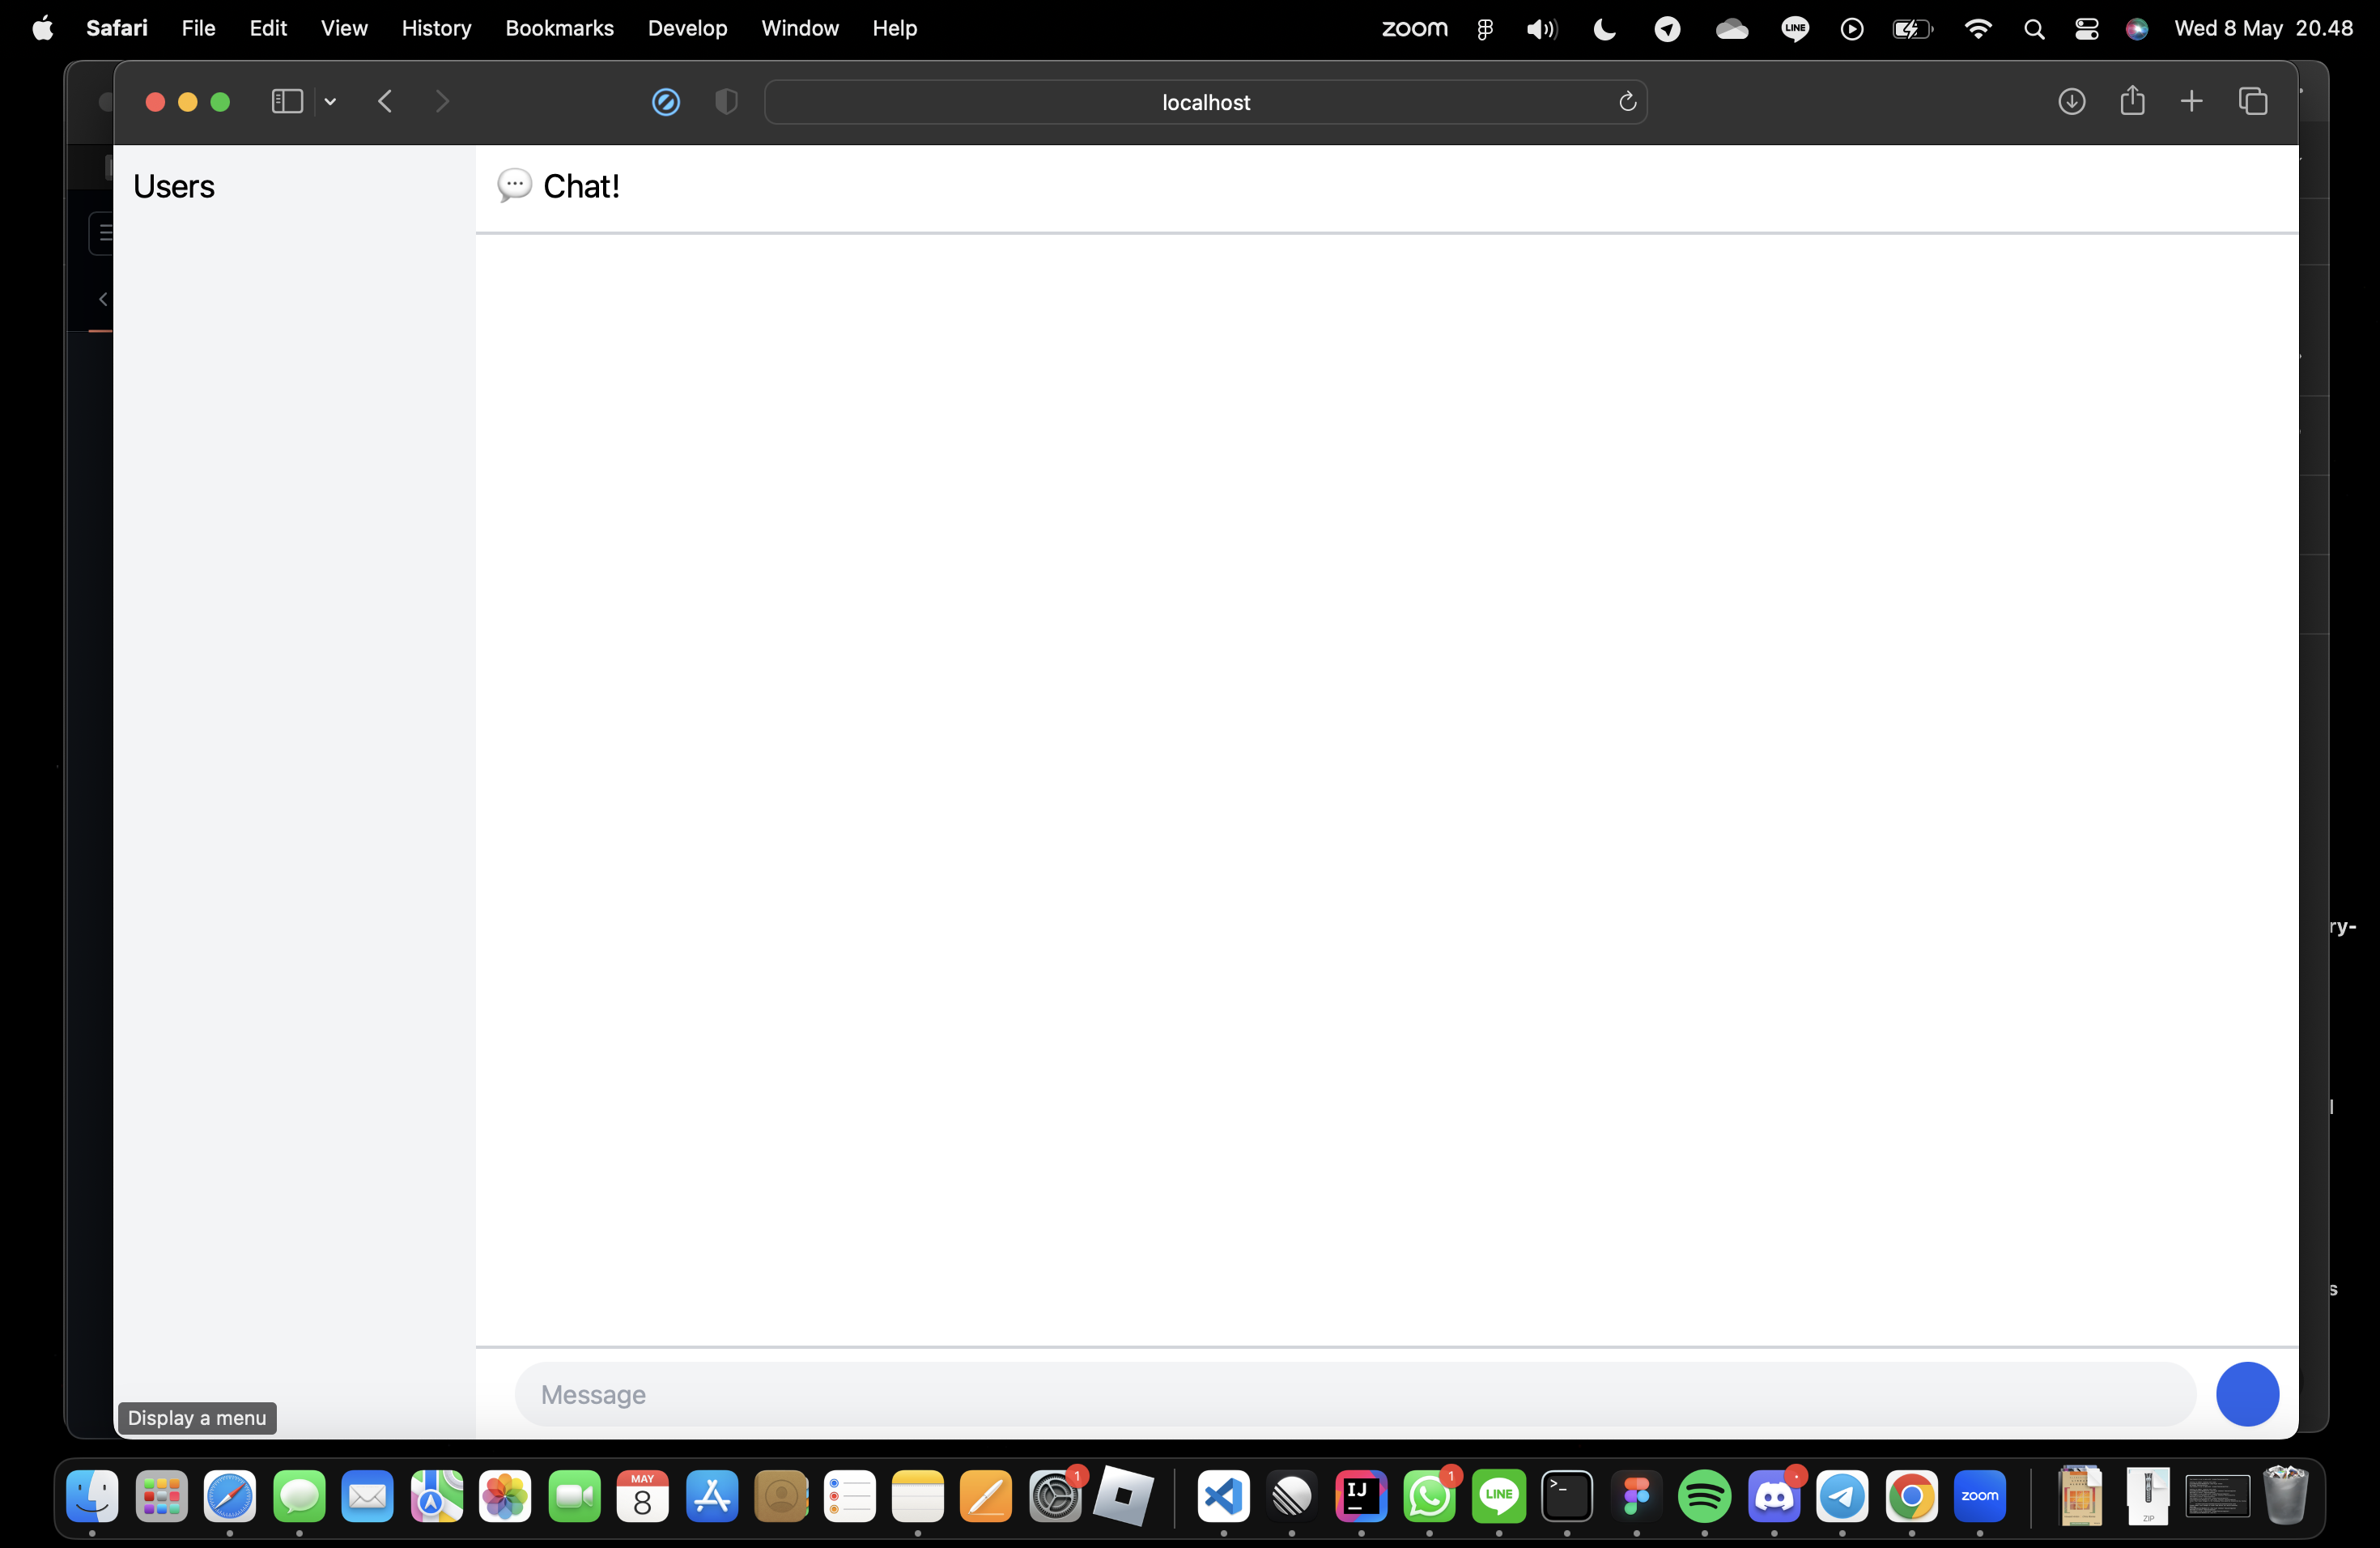 Safari File Edit View History Bookmarks Develop Window Help zoom LINE Wed 8 May 20.48
localhost
Users
💬 Chat!
ry-
l
s
Message
Display a menu
1 MAY 8 IJ 1 LINE >_ zoom ZIP